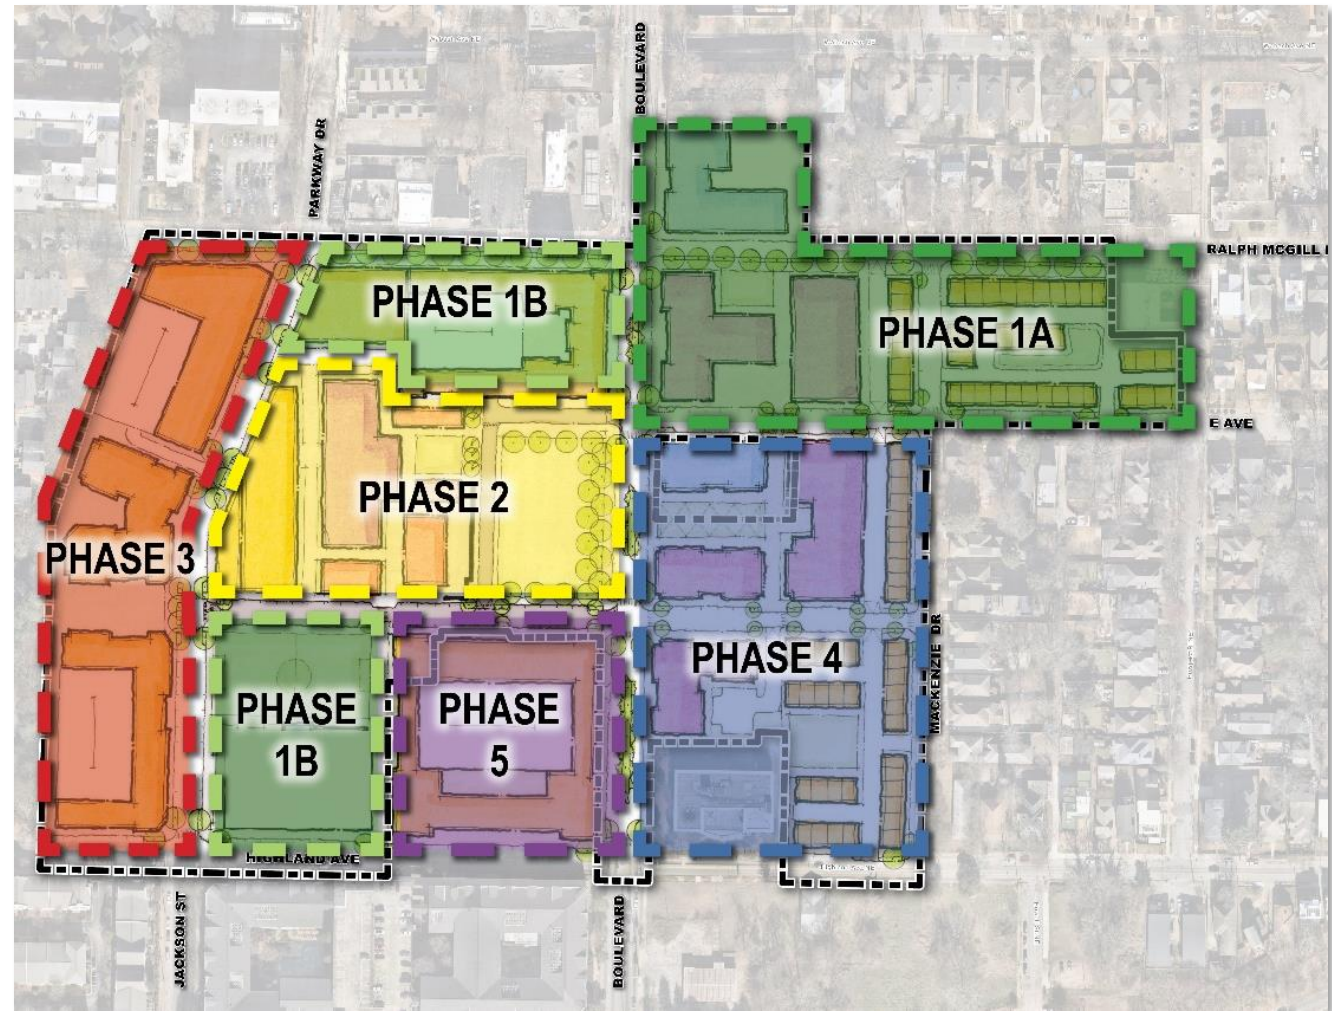 BOULEVARD
PARKWAY DR
RALPH MCGILL
PHASE 1B
PHASE 1A
E AVE
PHASE 2
PHASE 3
PHASE 4
MACKENZIE DR
PHASE
1B
PHASE
5
HIGHLAND AVE
JACKSON ST
BOULEVARD